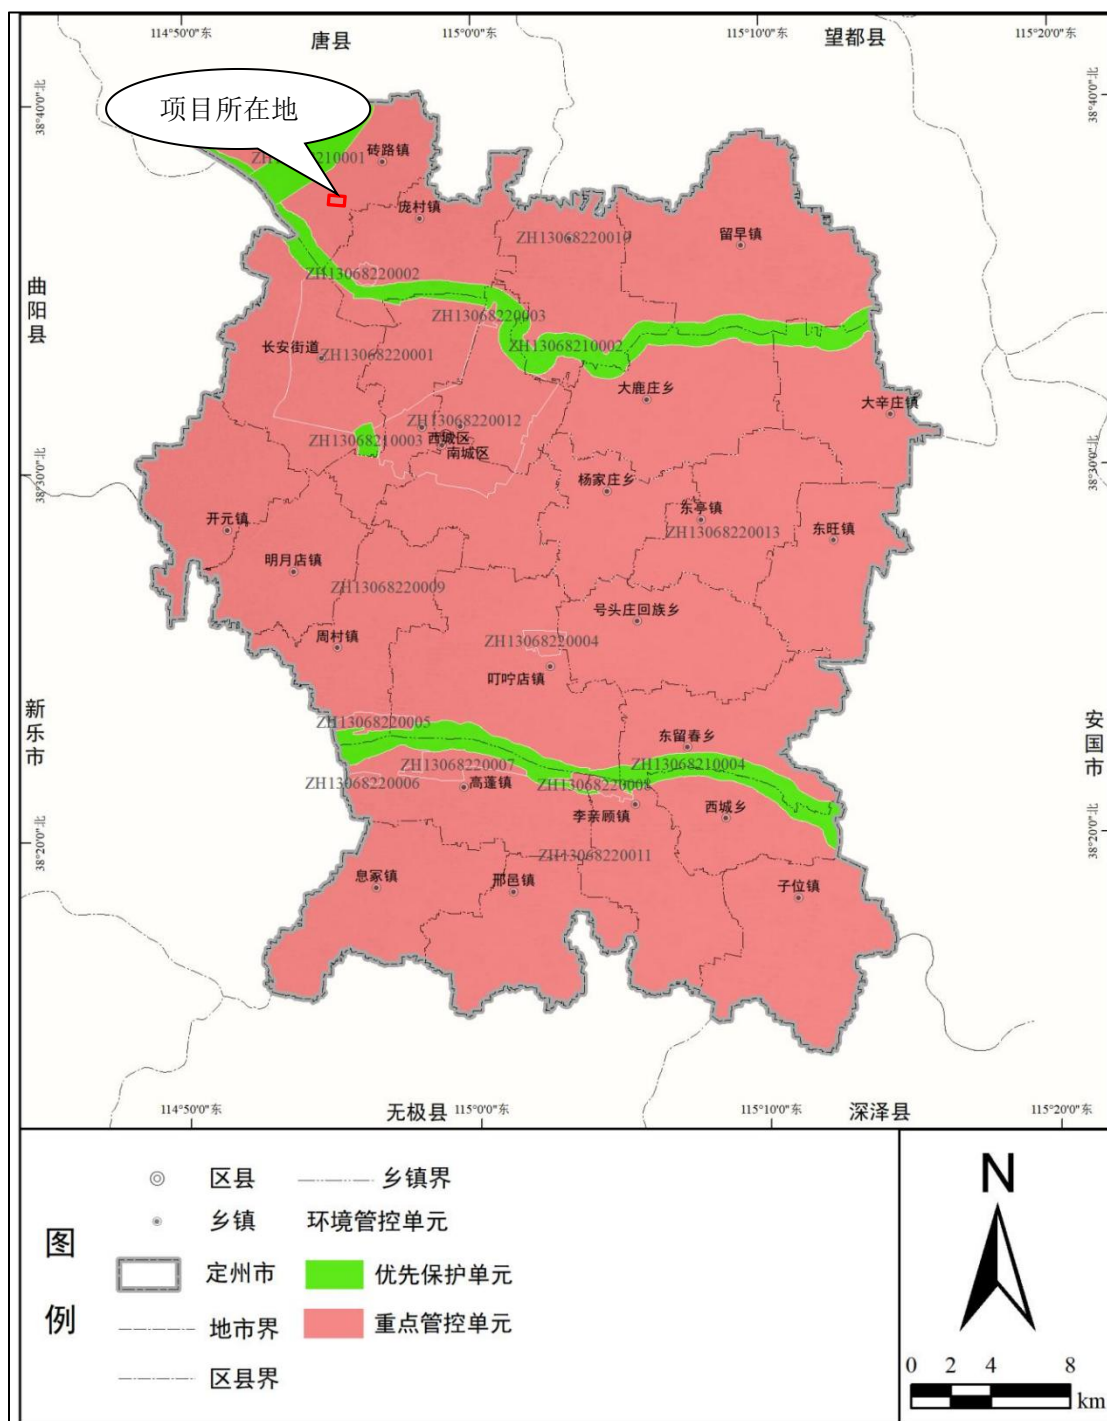 114°50'0"东
115°0'0"东
115°10'0"东
115°20'0"东
唐县
望都县
38°40'0"北
38°40'0"北
项目所在地
砖路镇
庞村镇
ZH13068220010
留早镇
曲阳县
ZH13068220002
ZH13068220003
长安街道
ZH13068220001
ZH13068210002
大鹿庄乡
大辛庄镇
ZH13068220012
ZH13068210003
西城区
南城区
38°30'0"北
杨家庄乡
东亭镇
ZH13068220013
东旺镇
开元镇
明月店镇
ZH13068220009
号头庄回族乡
周村镇
ZH13068220004
叮咛店镇
新乐市
安国市
ZH13068220005
东留春乡
ZH13068220007
ZH13068210004
ZH13068220006
高蓬镇
ZH13068220008
李亲顾镇
西城乡
38°20'0"北
38°20'0"北
ZH13068220011
息冢镇
邢邑镇
子位镇
114°50'0"东
无极县
115°0'0"东
115°10'0"东
深泽县
115°20'0"东
图例
区县
乡镇界
乡镇
环境管控单元
定州市
优先保护单元
地市界
重点管控单元
区县界
N
0 2 4 8
km